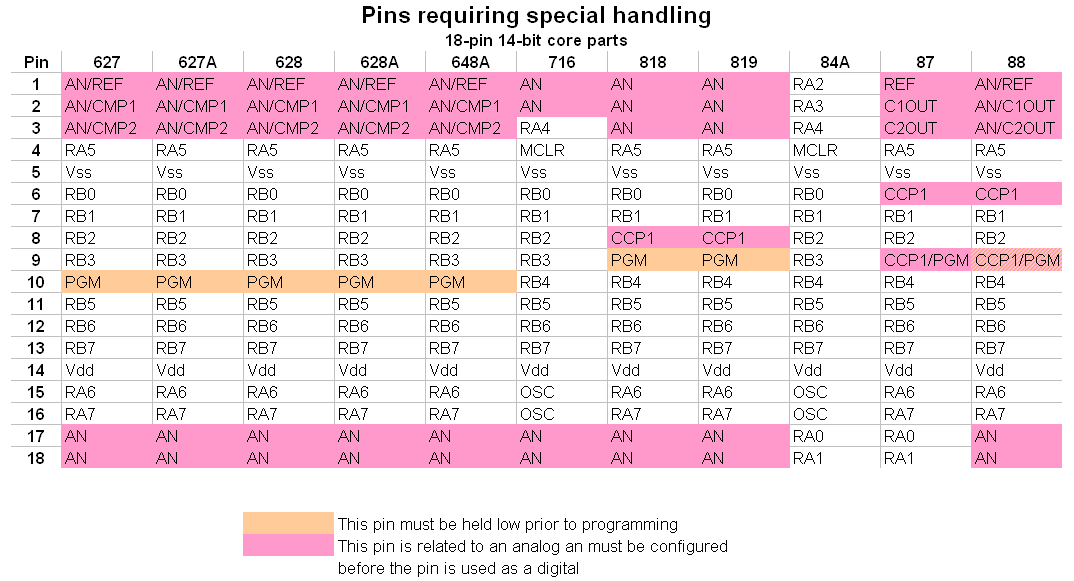 Pins requiring special handling
18-pin 14-bit core parts
Pin 627 627A 628 628A 648A 716 818 819 84A 87 88
1 AN/REF AN/REF AN/REF AN/REF AN/REF AN AN AN RA2 REF AN/REF
2 AN/CMP1 AN/CMP1 AN/CMP1 AN/CMP1 AN/CMP1 AN AN AN RA3 C1OUT AN/C1OUT
3 AN/CMP2 AN/CMP2 AN/CMP2 AN/CMP2 AN/CMP2 RA4 AN AN RA4 C2OUT AN/C2OUT
4 RA5 RA5 RA5 RA5 RA5 MCLR RA5 RA5 MCLR RA5 RA5
5 Vss Vss Vss Vss Vss Vss Vss Vss Vss Vss Vss
6 RB0 RB0 RB0 RB0 RB0 RB0 RB0 RB0 RB0 CCP1 CCP1
7 RB1 RB1 RB1 RB1 RB1 RB1 RB1 RB1 RB1 RB1 RB1
8 RB2 RB2 RB2 RB2 RB2 RB2 CCP1 CCP1 RB2 RB2 RB2
9 RB3 RB3 RB3 RB3 RB3 RB3 PGM PGM RB3 CCP1/PGM CCP1/PGM
10 PGM PGM PGM PGM PGM RB4 RB4 RB4 RB4 RB4 RB4
11 RB5 RB5 RB5 RB5 RB5 RB5 RB5 RB5 RB5 RB5 RB5
12 RB6 RB6 RB6 RB6 RB6 RB6 RB6 RB6 RB6 RB6 RB6
13 RB7 RB7 RB7 RB7 RB7 RB7 RB7 RB7 RB7 RB7 RB7
14 Vdd Vdd Vdd Vdd Vdd Vdd Vdd Vdd Vdd Vdd Vdd
15 RA6 RA6 RA6 RA6 RA6 OSC RA6 RA6 OSC RA6 RA6
16 RA7 RA7 RA7 RA7 RA7 OSC RA7 RA7 OSC RA7 RA7
17 AN AN AN AN AN AN AN AN RA0 RA0 AN
18 AN AN AN AN AN AN AN AN RA1 RA1 AN
This pin must be held low prior to programming
This pin is related to an analog an must be configured
before the pin is used as a digital